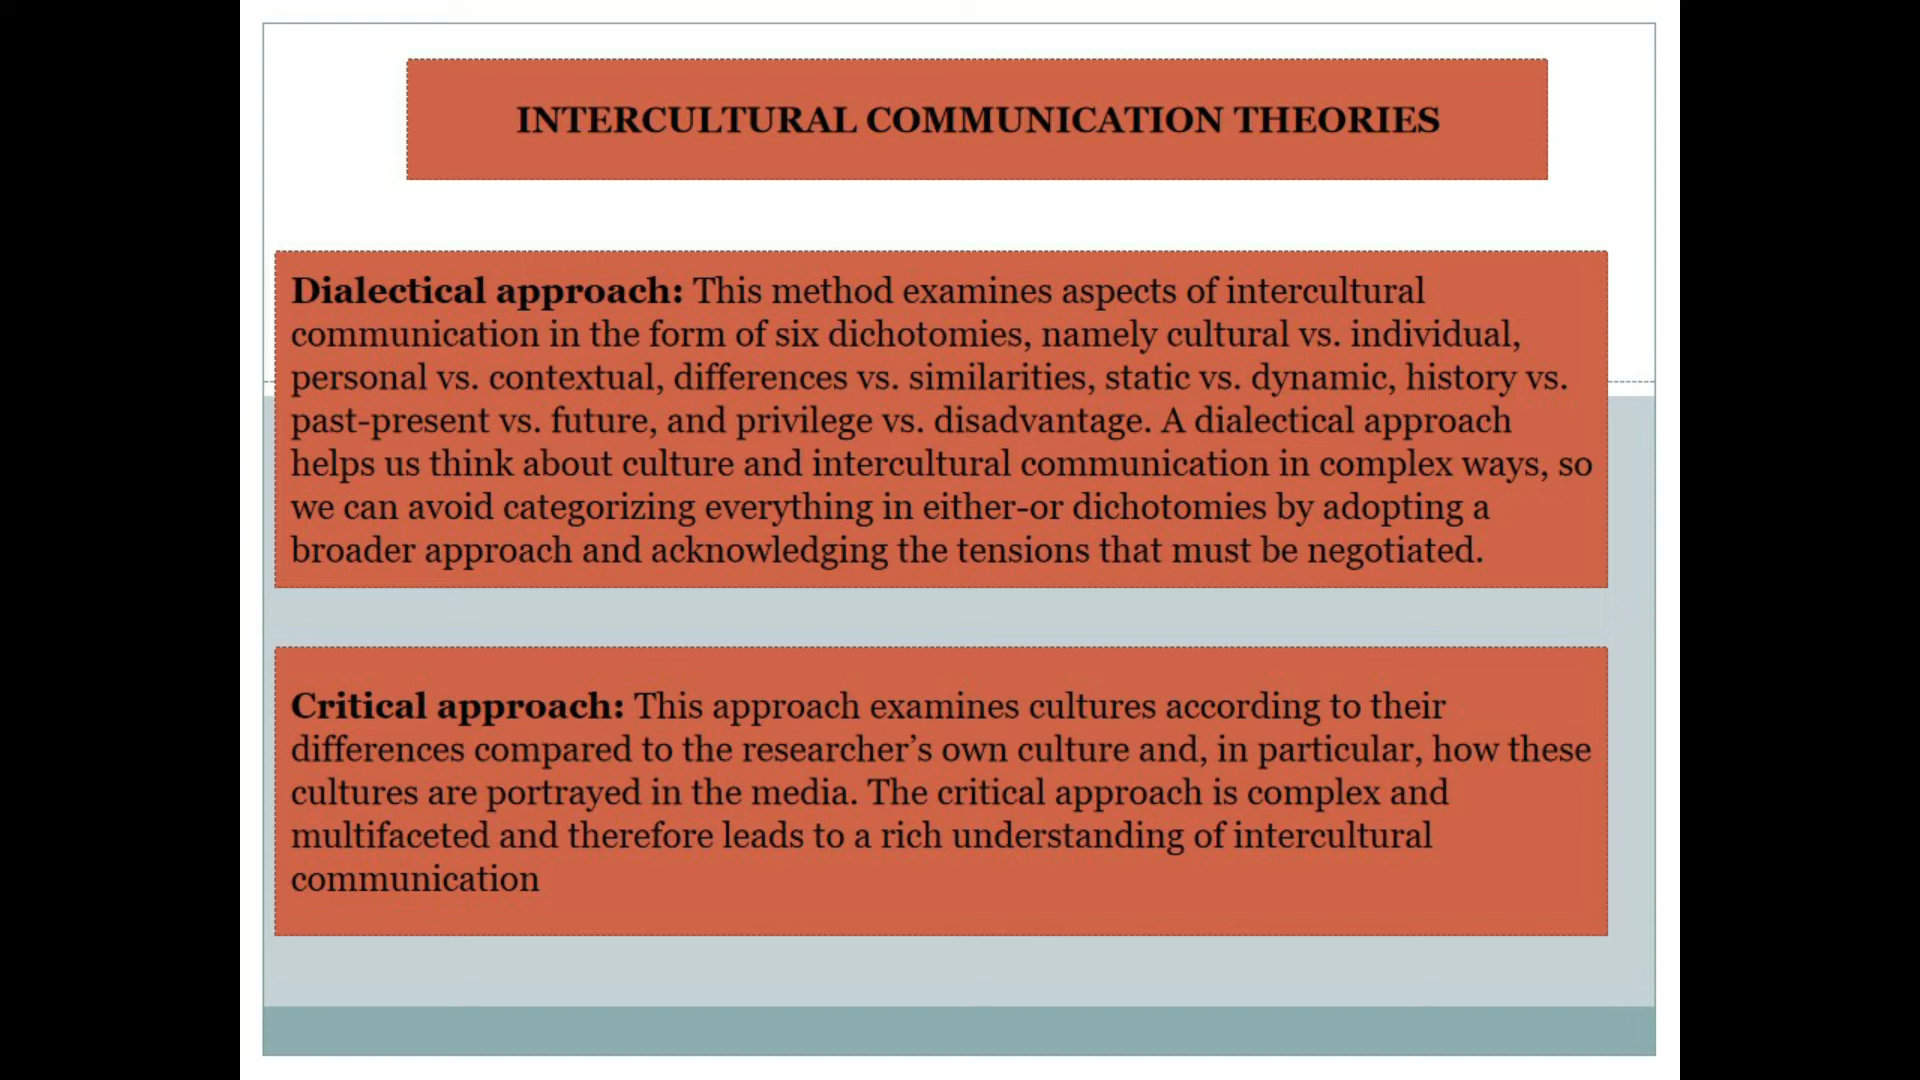 INTERCULTURAL COMMUNICATION THEORIES
Dialectical approach: This method examines aspects of intercultural
communication in the form of six dichotomies, namely cultural vs. individual,
personal vs. contextual, differences vs. similarities, static vs. dynamic, history vs.
past-present vs. future, and privilege vs. disadvantage. A dialectical approach
helps us think about culture and intercultural communication in complex ways, so
we can avoid categorizing everything in either-or dichotomies by adopting a
broader approach and acknowledging the tensions that must be negotiated.
Critical approach: This approach examines cultures according to their
differences compared to the researcher’s own culture and, in particular, how these
cultures are portrayed in the media. The critical approach is complex and
multifaceted and therefore leads to a rich understanding of intercultural
communication